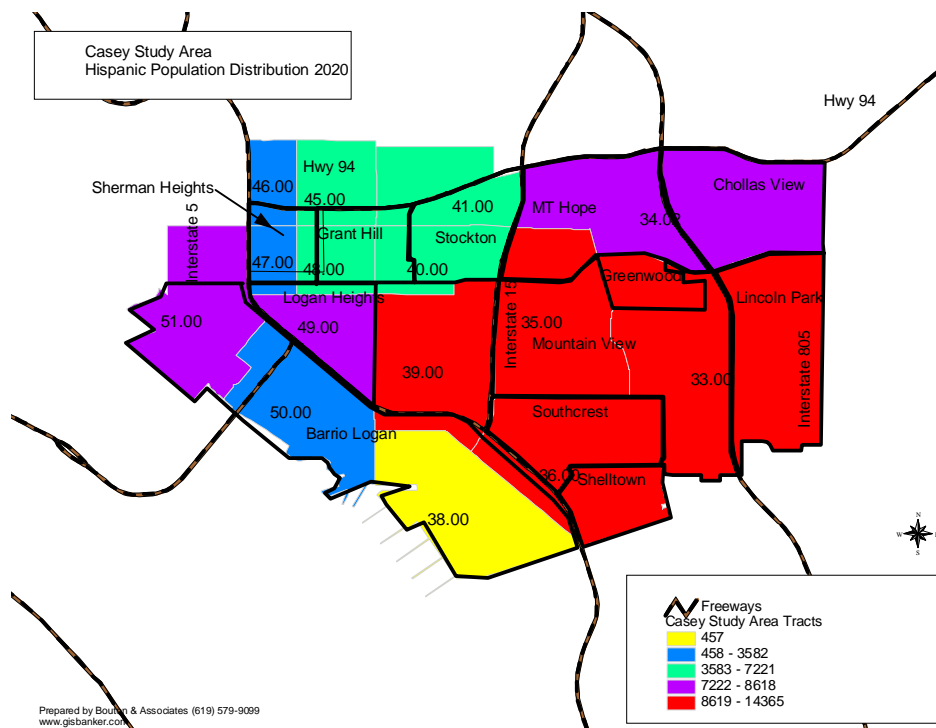 Casey Study Area
Hispanic Population Distribution 2020
Hwy 94
Hwy 94
Sherman Heights
46.00
45.00
Chollas View
41.00
MT Hope
34.02
Interstate 5
Grant Hill
Stockton
47.00
48.00
40.00
Greenwood
Logan Heights
Lincoln Park
51.00
49.00
Interstate 15
35.00
Mountain View
Interstate 805
39.00
33.00
50.00
Southcrest
Barrio Logan
36.00
Shelltown
38.00
N
W
S
Freeways
Casey Study Area Tracts
457
458 - 3582
3583 - 7221
7222 - 8618
8619 - 14365
Prepared by Bouton & Associates (619) 579-9099
www.gisbanker.com